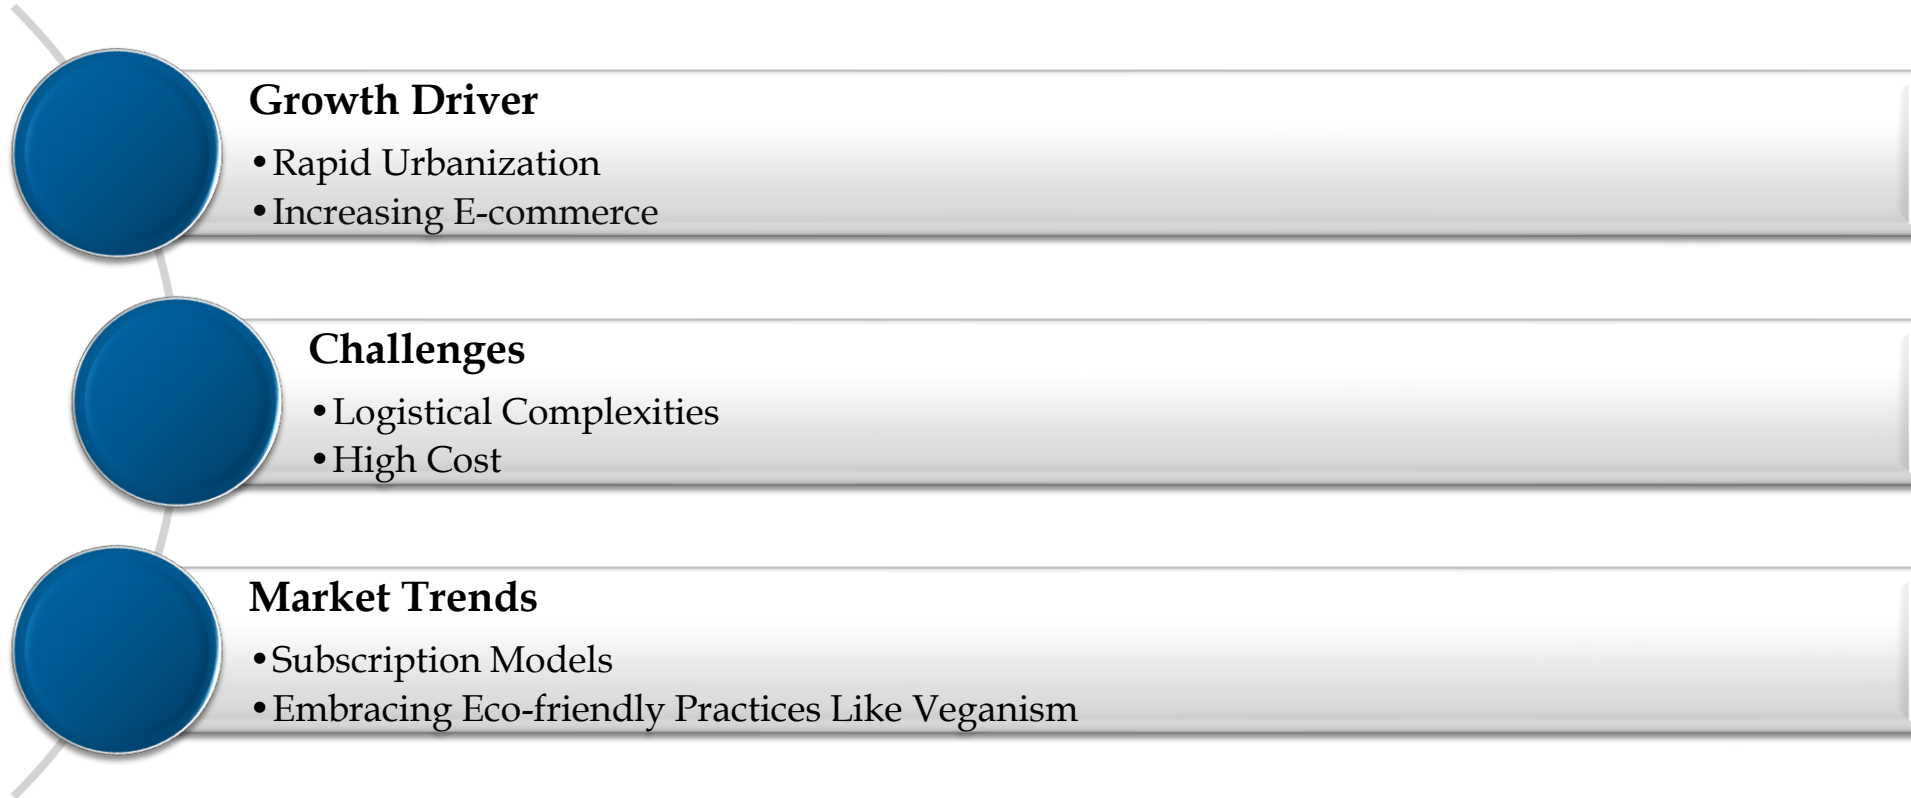 Growth Driver
•Rapid Urbanization
•Increasing E-commerce
Challenges
•Logistical Complexities
•High Cost
Market Trends
•Subscription Models
•Embracing Eco-friendly Practices Like Veganism